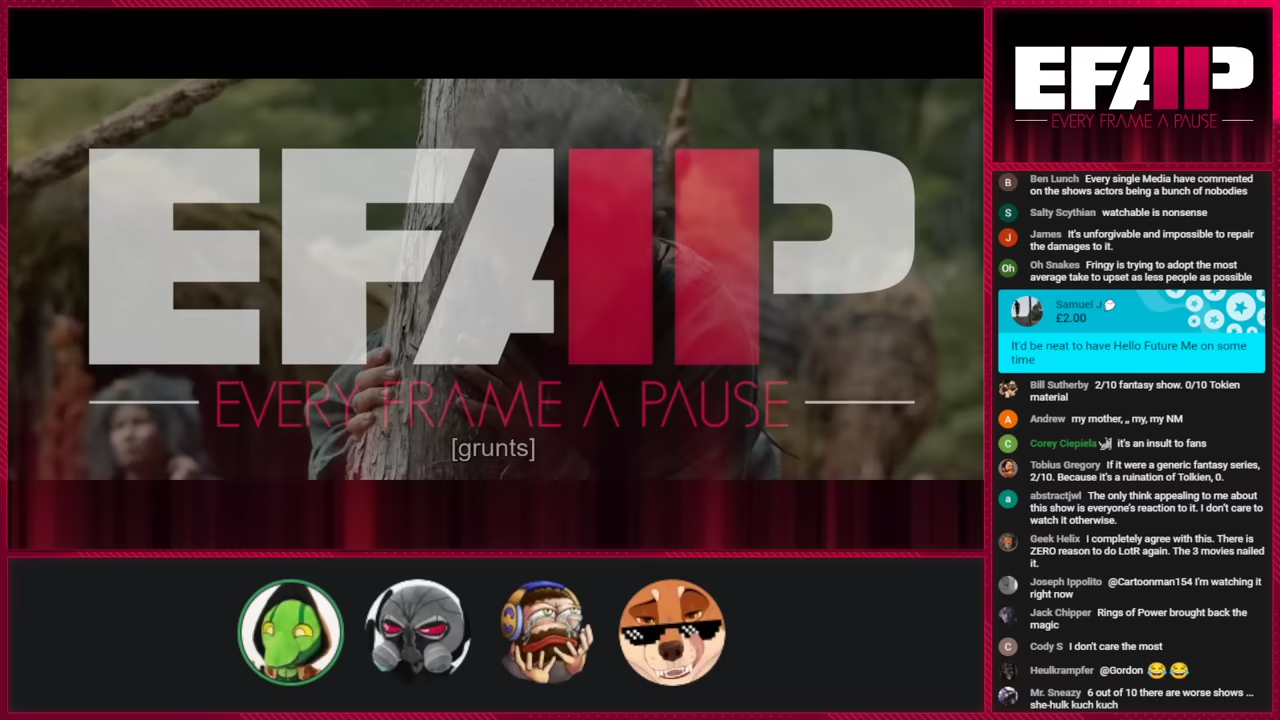 EFAP
EVERY FRAME A PAUSE
[grunts]
EFAP
EVERY FRAME A PAUSE
B Ben Lunch Every single Media have commented
on the shows actors being a bunch of nobodies
S Salty Scythian watchable is nonsense
J James It's unforgivable and impossible to repair
the damages to it.
Oh Oh Snakes Fringy is trying to adopt the most
average take to upset as less people as possible
Samuel J
£2.00
It'd be neat to have Hello Future Me on some
time
Bill Sutherby 2/10 fantasy show. 0/10 Tokien
material
A Andrew my mother, ,, my, my NM
C Corey Ciepiela it's an insult to fans
Tobius Gregory If it were a generic fantasy series,
2/10. Because it's a ruination of Tolkien, 0.
a abstractjwl The only think appealing to me about
this show is everyone's reaction to it. I don't care to
watch it otherwise.
Geek Helix I completely agree with this. There is
ZERO reason to do LotR again. The 3 movies nailed
it.
Joseph Ippolito @Cartoonman154 I'm watching it
right now
Jack Chipper Rings of Power brought back the
magic
C Cody S I don't care the most
Heulkrampfer @Gordon 😂 😂
Mr. Sneazy 6 out of 10 there are worse shows ...
she-hulk kuch kuch